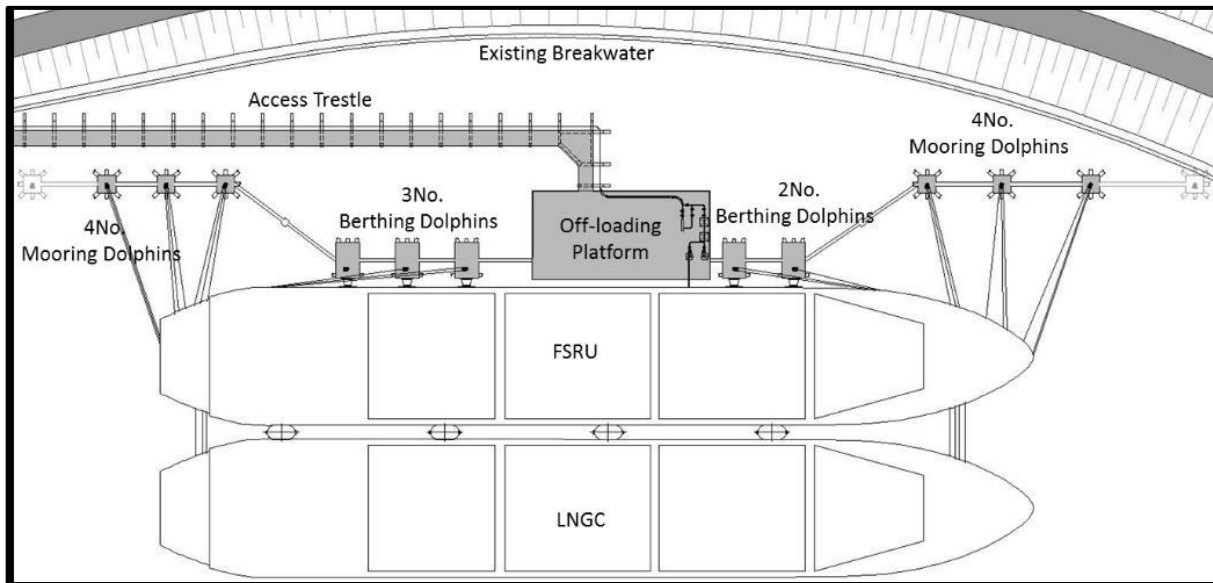 Existing Breakwater
Access Trestle
4No.
Mooring Dolphins
3No.
Berthing Dolphins
2No.
Berthing Dolphins
4No.
Mooring Dolphins
Off-loading
Platform
FSRU
LNGC